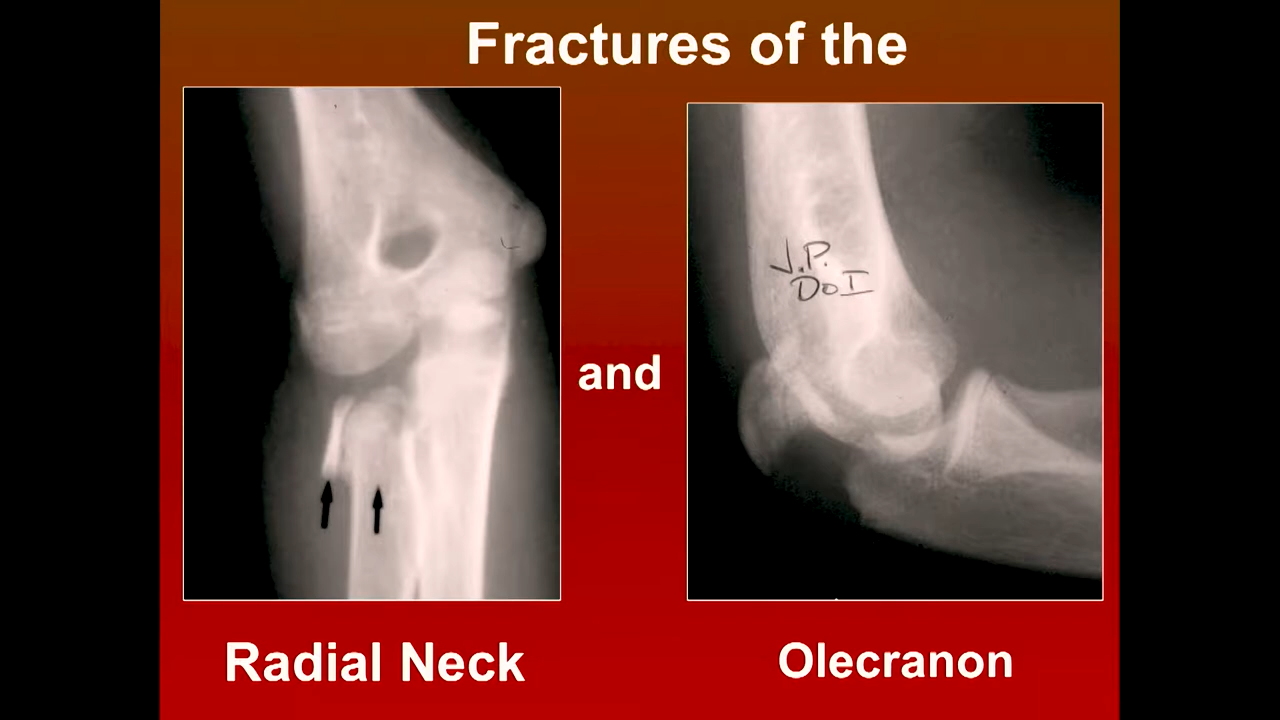 Fractures of the
J.P.
DoI
and
Radial Neck
Olecranon